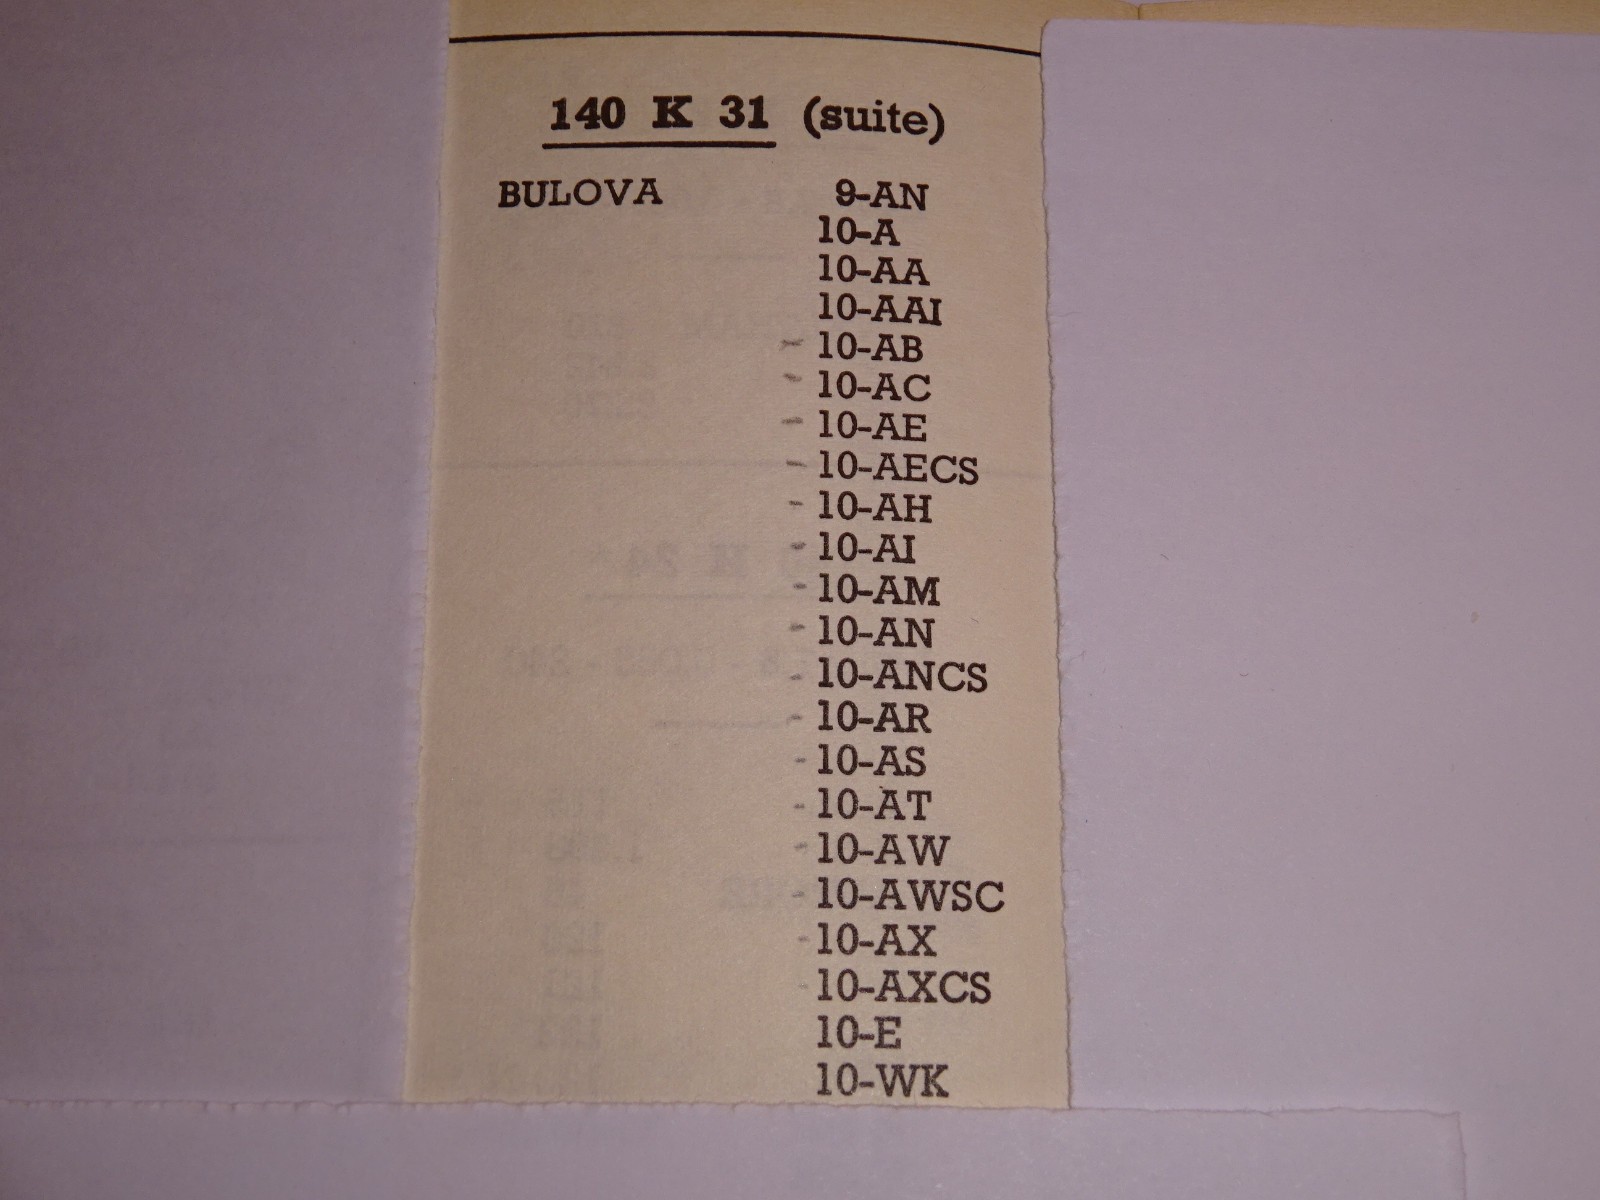 140 K 31 (suite)
BULOVA 9-AN
10-A
10-AA
10-AAI
10-AB
10-AC
10-AE
10-AECS
10-AH
10-AI
10-AM
10-AN
10-ANCS
10-AR
10-AS
10-AT
10-AW
10-AWSC
10-AX
10-AXCS
10-E
10-WK